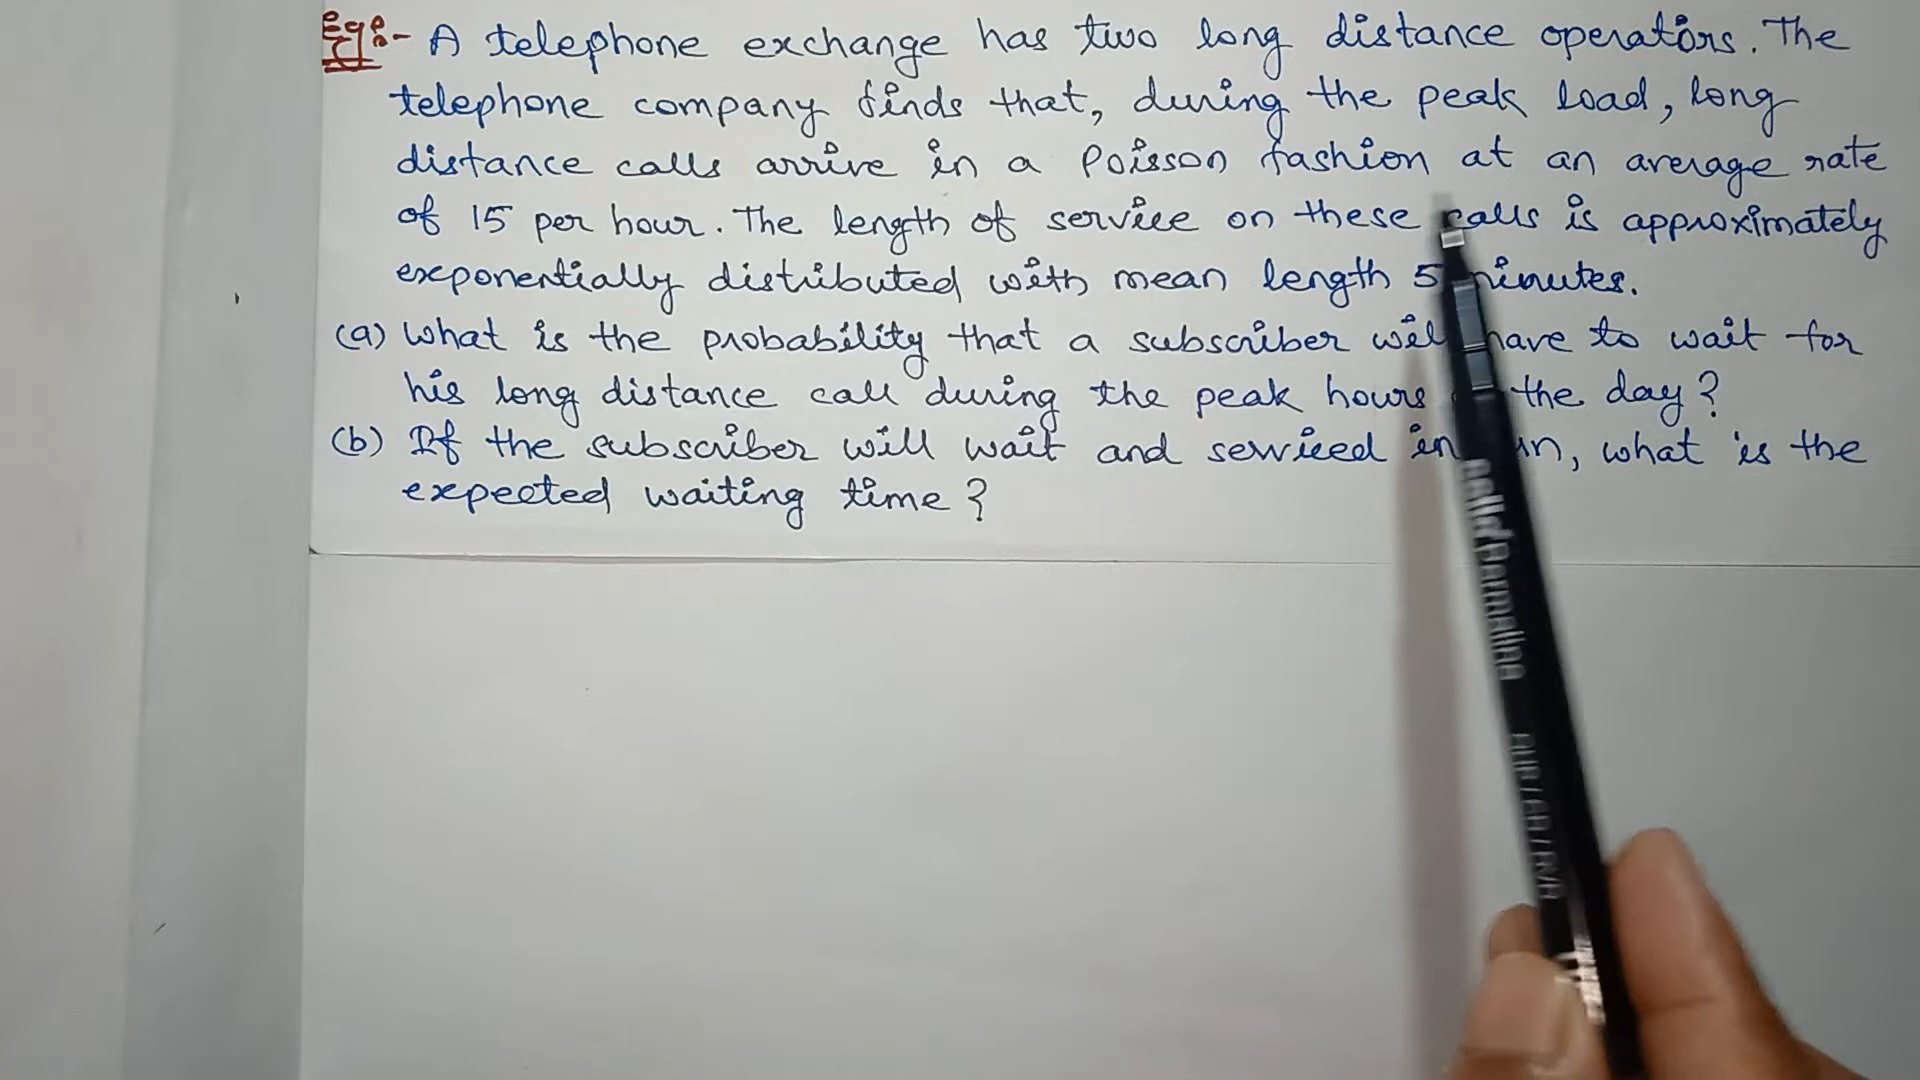 Eg:- A telephone exchange has two long distance operators. The
telephone company finds that, during the peak load, long
distance calls arrive in a Poisson fashion at an average rate
of 15 per hour. The length of service on these calls is approximately
exponentially distributed with mean length 5 minutes.
(a) What is the probability that a subscriber will have to wait for
his long distance call during the peak hours the day?
(b) If the subscriber will wait and serviced in, what is the
expected waiting time?